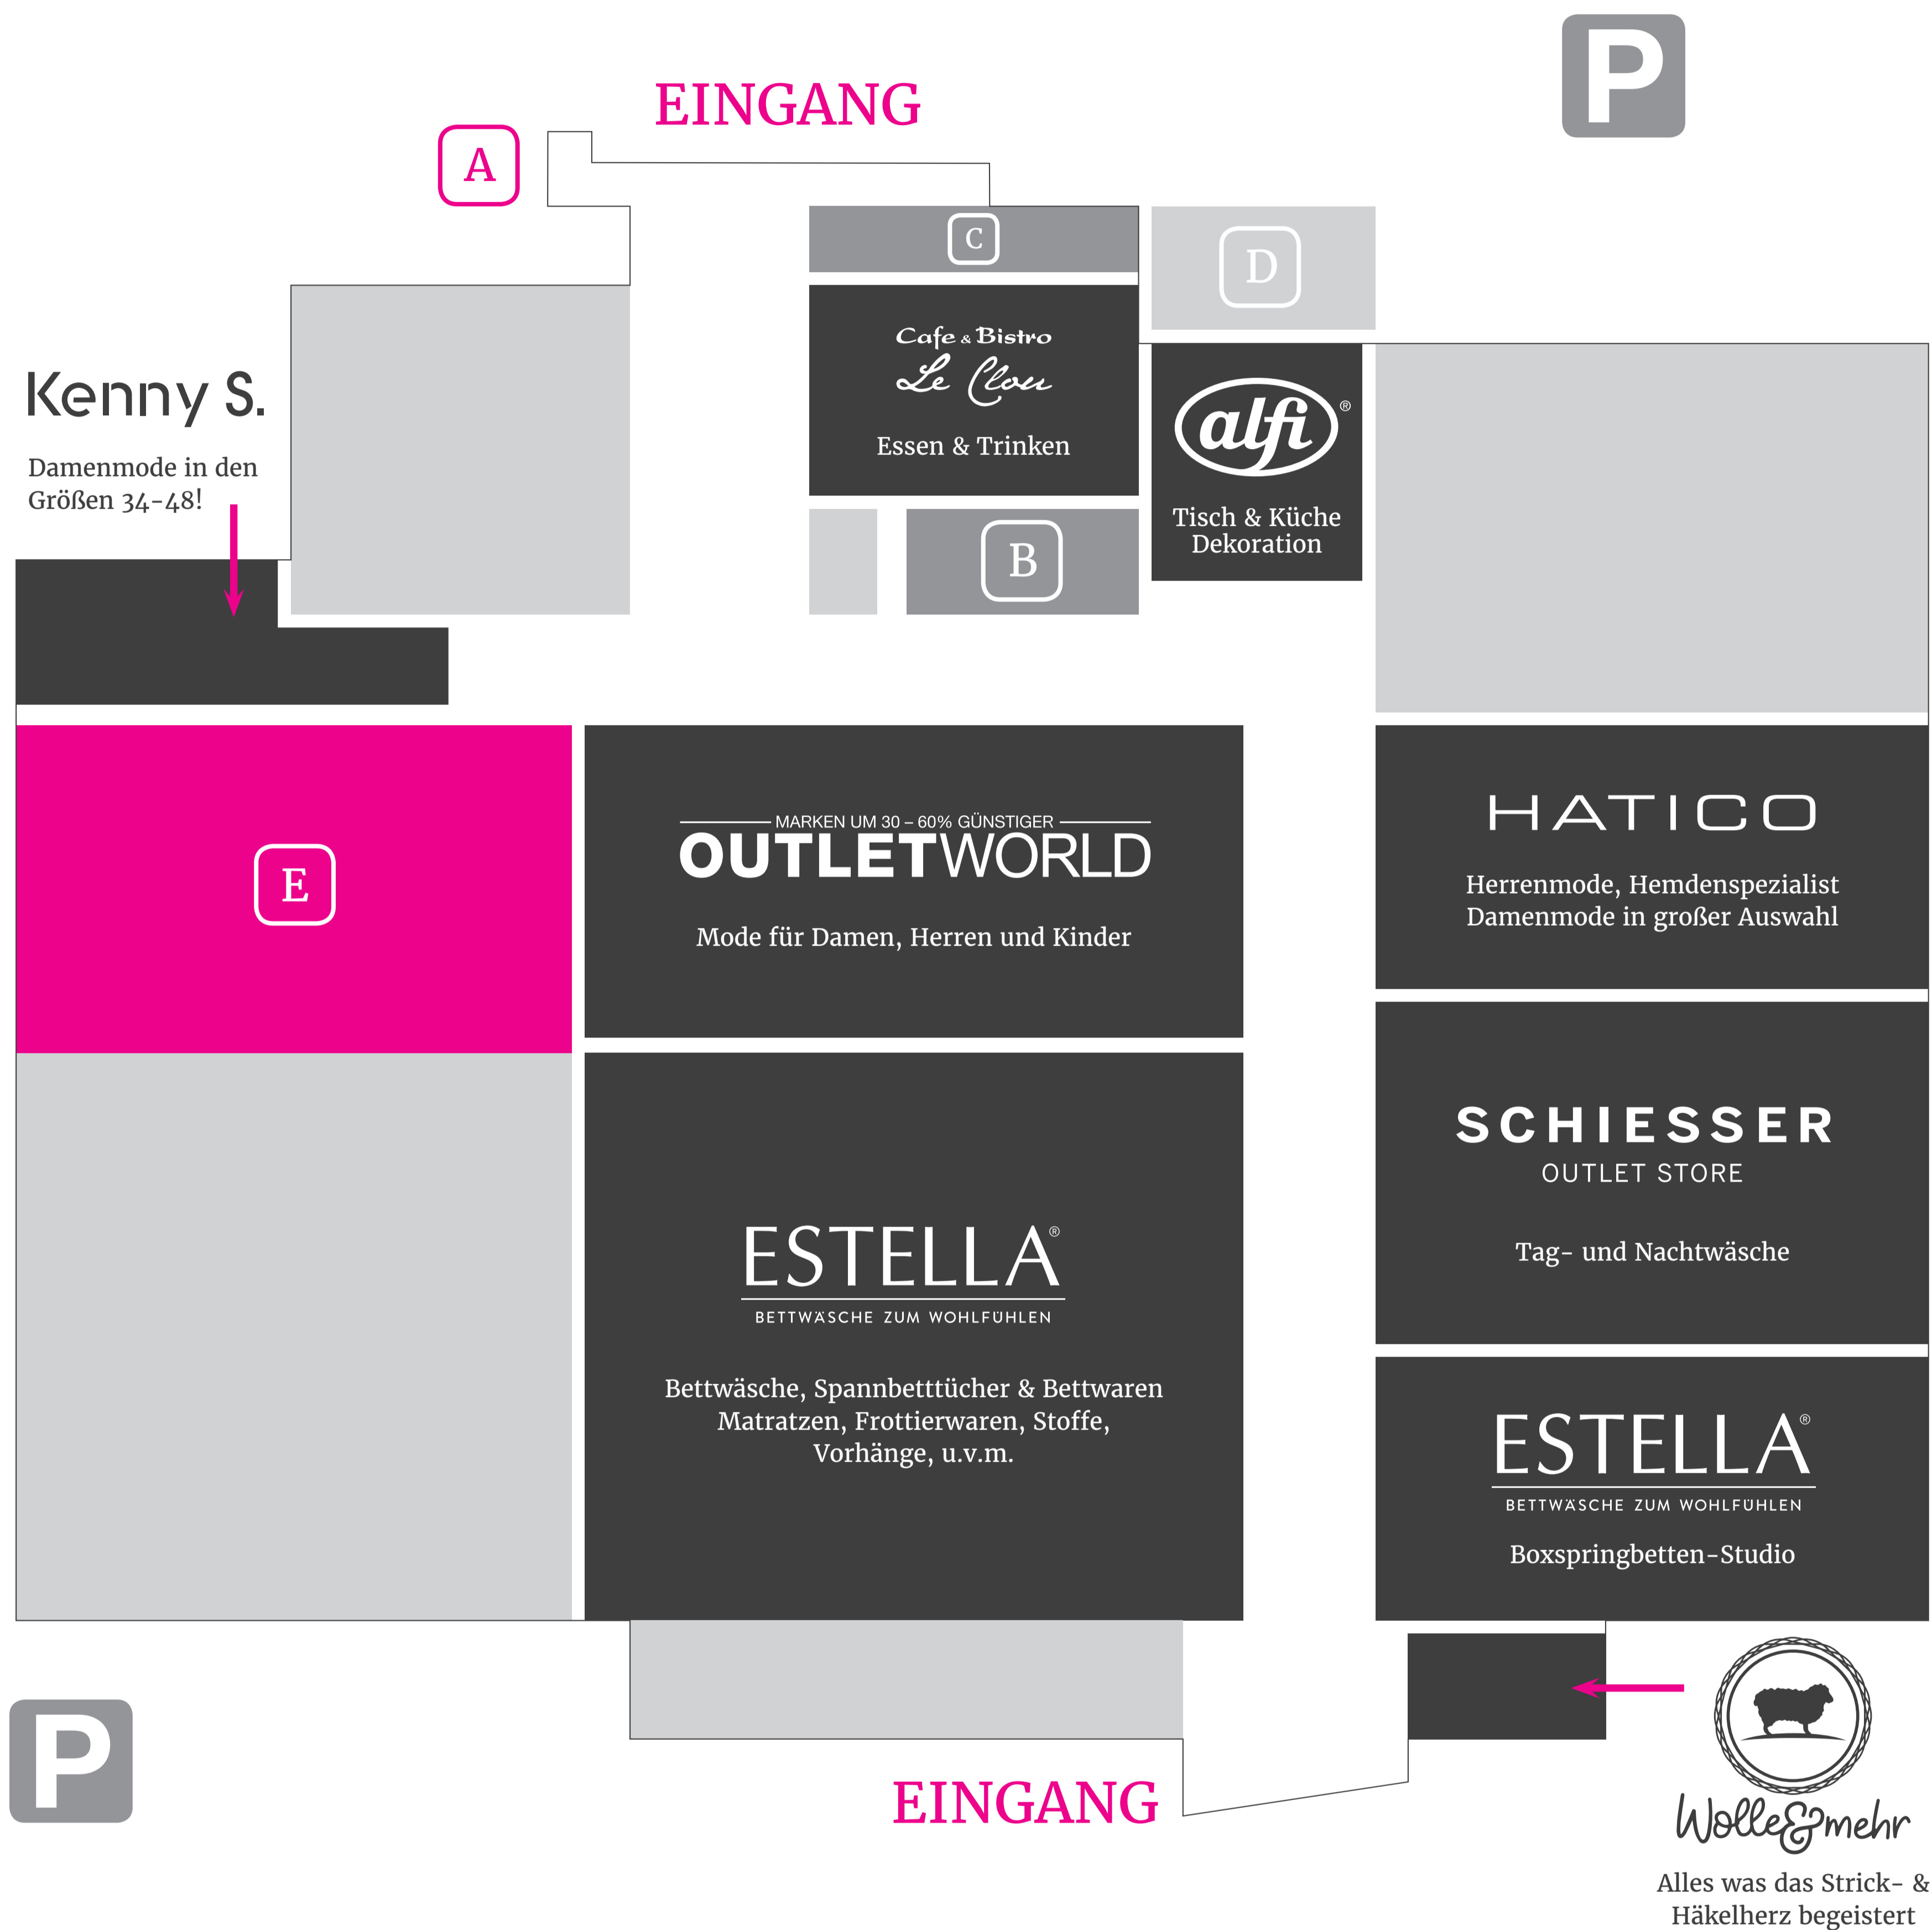 P
EINGANG
A
C
D
Cafe & Bistro
Le Clou
Essen & Trinken
alfi®
Tisch & Küche
Dekoration
Kenny S.
Damenmode in den
Größen 34-48!
B
E
MARKEN UM 30 – 60% GÜNSTIGER
OUTLETWORLD
Mode für Damen, Herren und Kinder
HATICO
Herrenmode, Hemdenspezialist
Damenmode in großer Auswahl
SCHIESSER
OUTLET STORE
Tag- und Nachtwäsche
ESTELLA®
BETTWÄSCHE ZUM WOHLFÜHLEN
Bettwäsche, Spannbetttücher & Bettwaren
Matratzen, Frottierwaren, Stoffe,
Vorhänge, u.v.m.
ESTELLA®
BETTWÄSCHE ZUM WOHLFÜHLEN
Boxspringbetten-Studio
P
EINGANG
Wolle&mehr
Alles was das Strick- &
Häkelherz begeistert